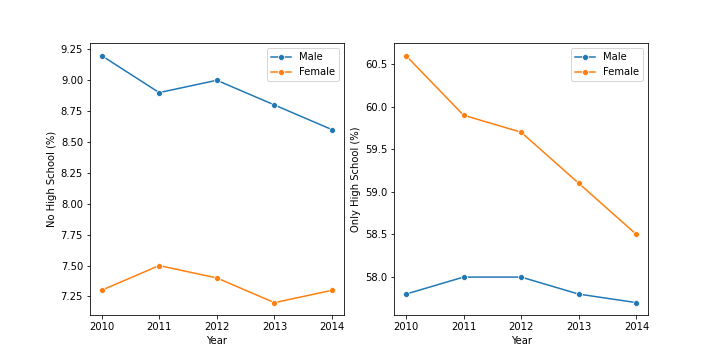 No High School (%)
9.25
9.00
8.75
8.50
8.25
8.00
7.75
7.50
7.25
2010 2011 2012 2013 2014
Year
Male
Female
Only High School (%)
60.5
60.0
59.5
59.0
58.5
58.0
2010 2011 2012 2013 2014
Year
Male
Female